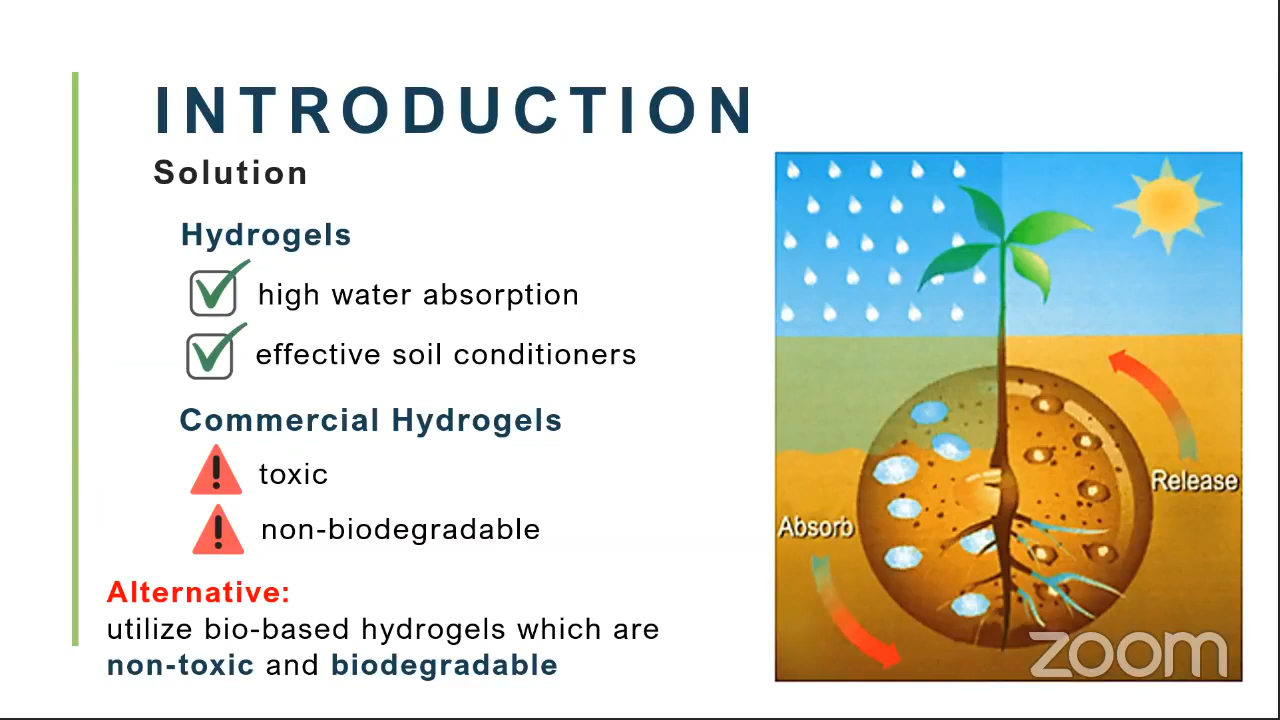 INTRODUCTION
Solution
Hydrogels
high water absorption
effective soil conditioners
Commercial Hydrogels
toxic
non-biodegradable
Alternative:
utilize bio-based hydrogels which are
non-toxic and biodegradable
Release
Absorb
zoom